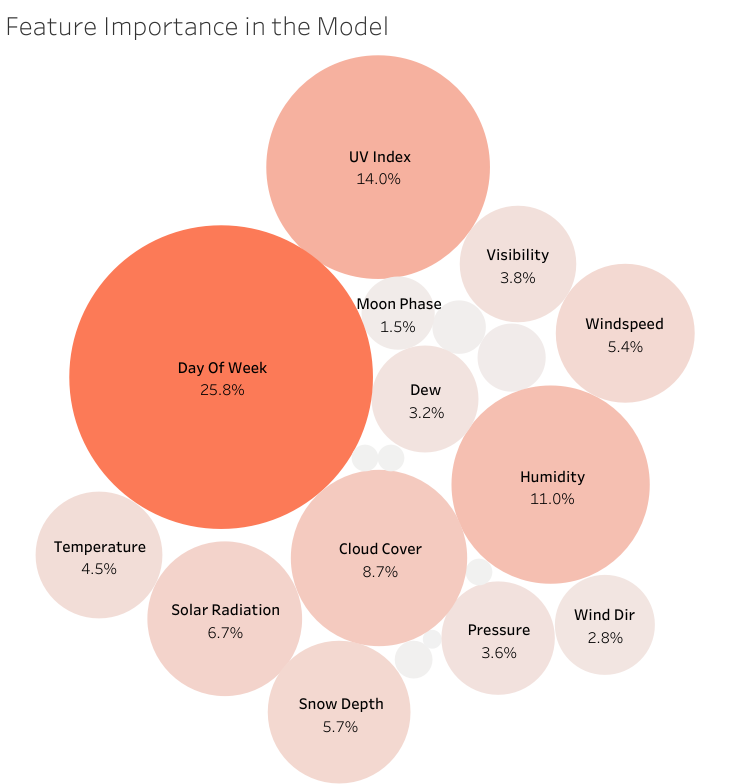 Feature Importance in the Model
UV Index
14.0%
Visibility
3.8%
Moon Phase
1.5%
Windspeed
5.4%
Day Of Week
25.8%
Dew
3.2%
Humidity
11.0%
Temperature
4.5%
Cloud Cover
8.7%
Solar Radiation
6.7%
Pressure
3.6%
Wind Dir
2.8%
Snow Depth
5.7%